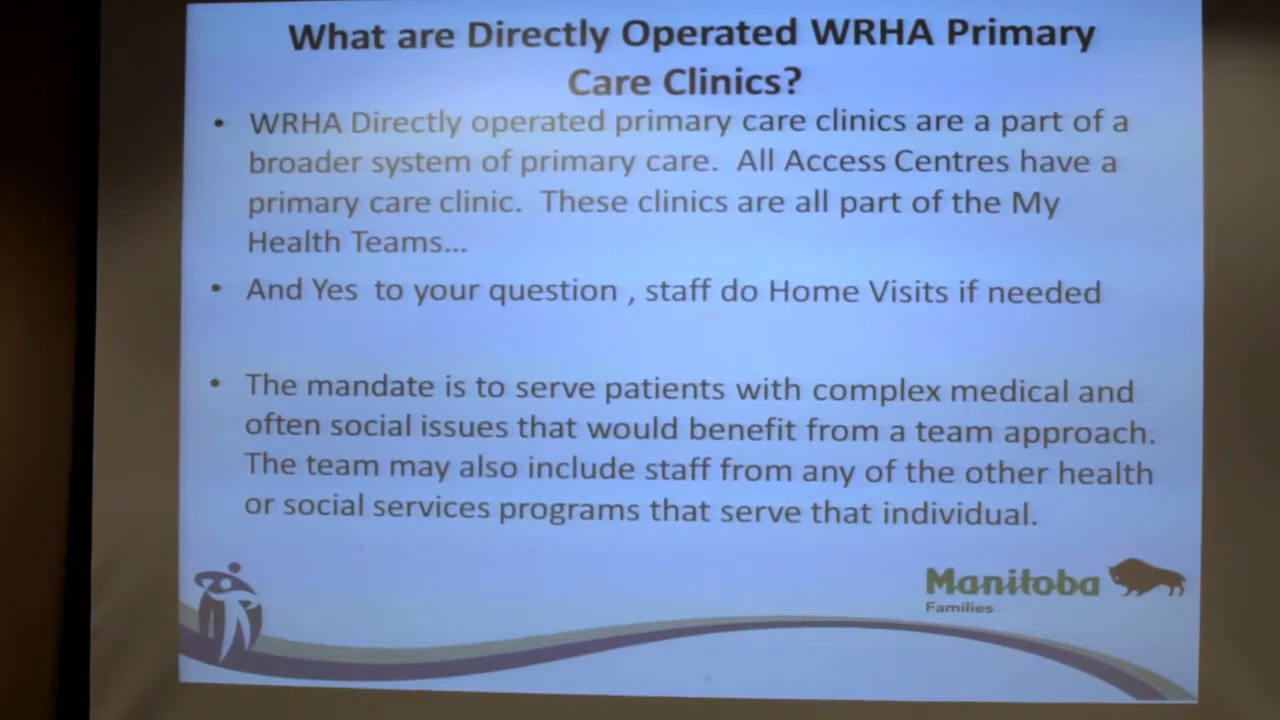 What are Directly Operated WRHA Primary
Care Clinics?
• WRHA Directly operated primary care clinics are a part of a
broader system of primary care. All Access Centres have a
primary care clinic. These clinics are all part of the My
Health Teams...
• And Yes to your question , staff do Home Visits if needed
• The mandate is to serve patients with complex medical and
often social issues that would benefit from a team approach.
The team may also include staff from any of the other health
or social services programs that serve that individual.
Manitoba
Families